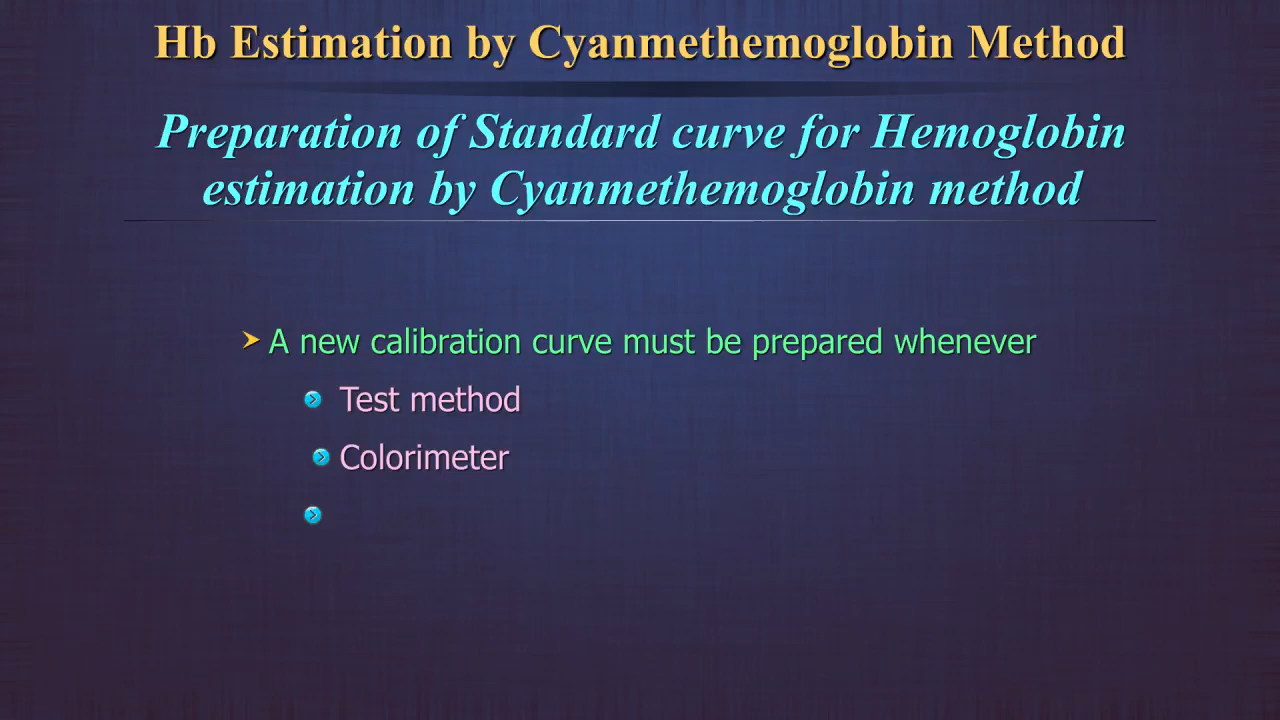 Hb Estimation by Cyanmethemoglobin Method
Preparation of Standard curve for Hemoglobin
estimation by Cyanmethemoglobin method
A new calibration curve must be prepared whenever
Test method
Colorimeter